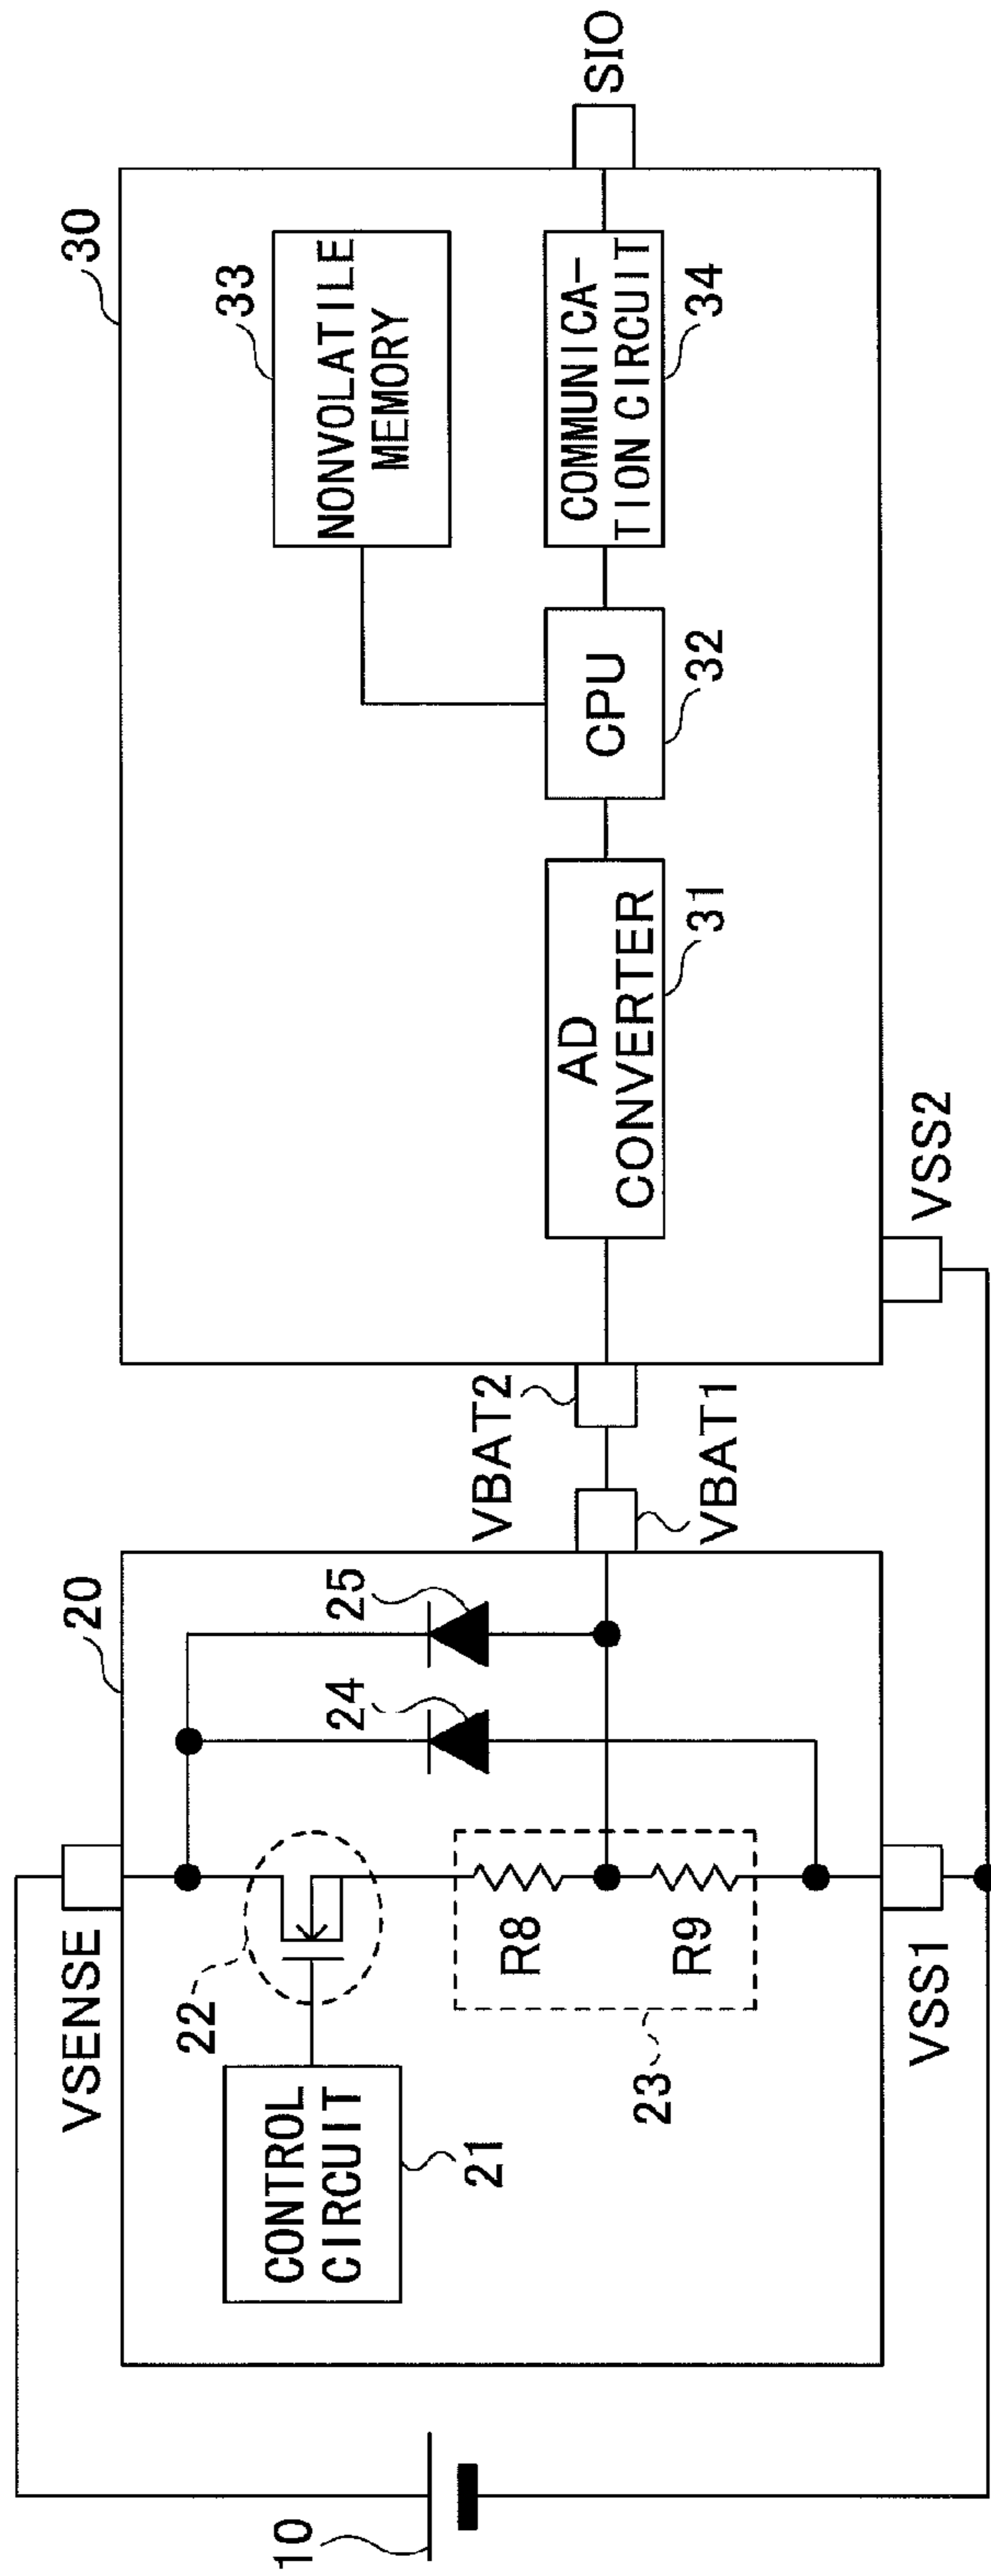 10
VSENSE
20
CONTROL
CIRCUIT
21
22
R8
R9
23
24
25
VSS1
VBAT2
VBAT1
30
AD
CONVERTER
31
CPU
32
NONVOLATILE
MEMORY
33
COMMUNICA-
TION CIRCUIT
34
SIO
VSS2